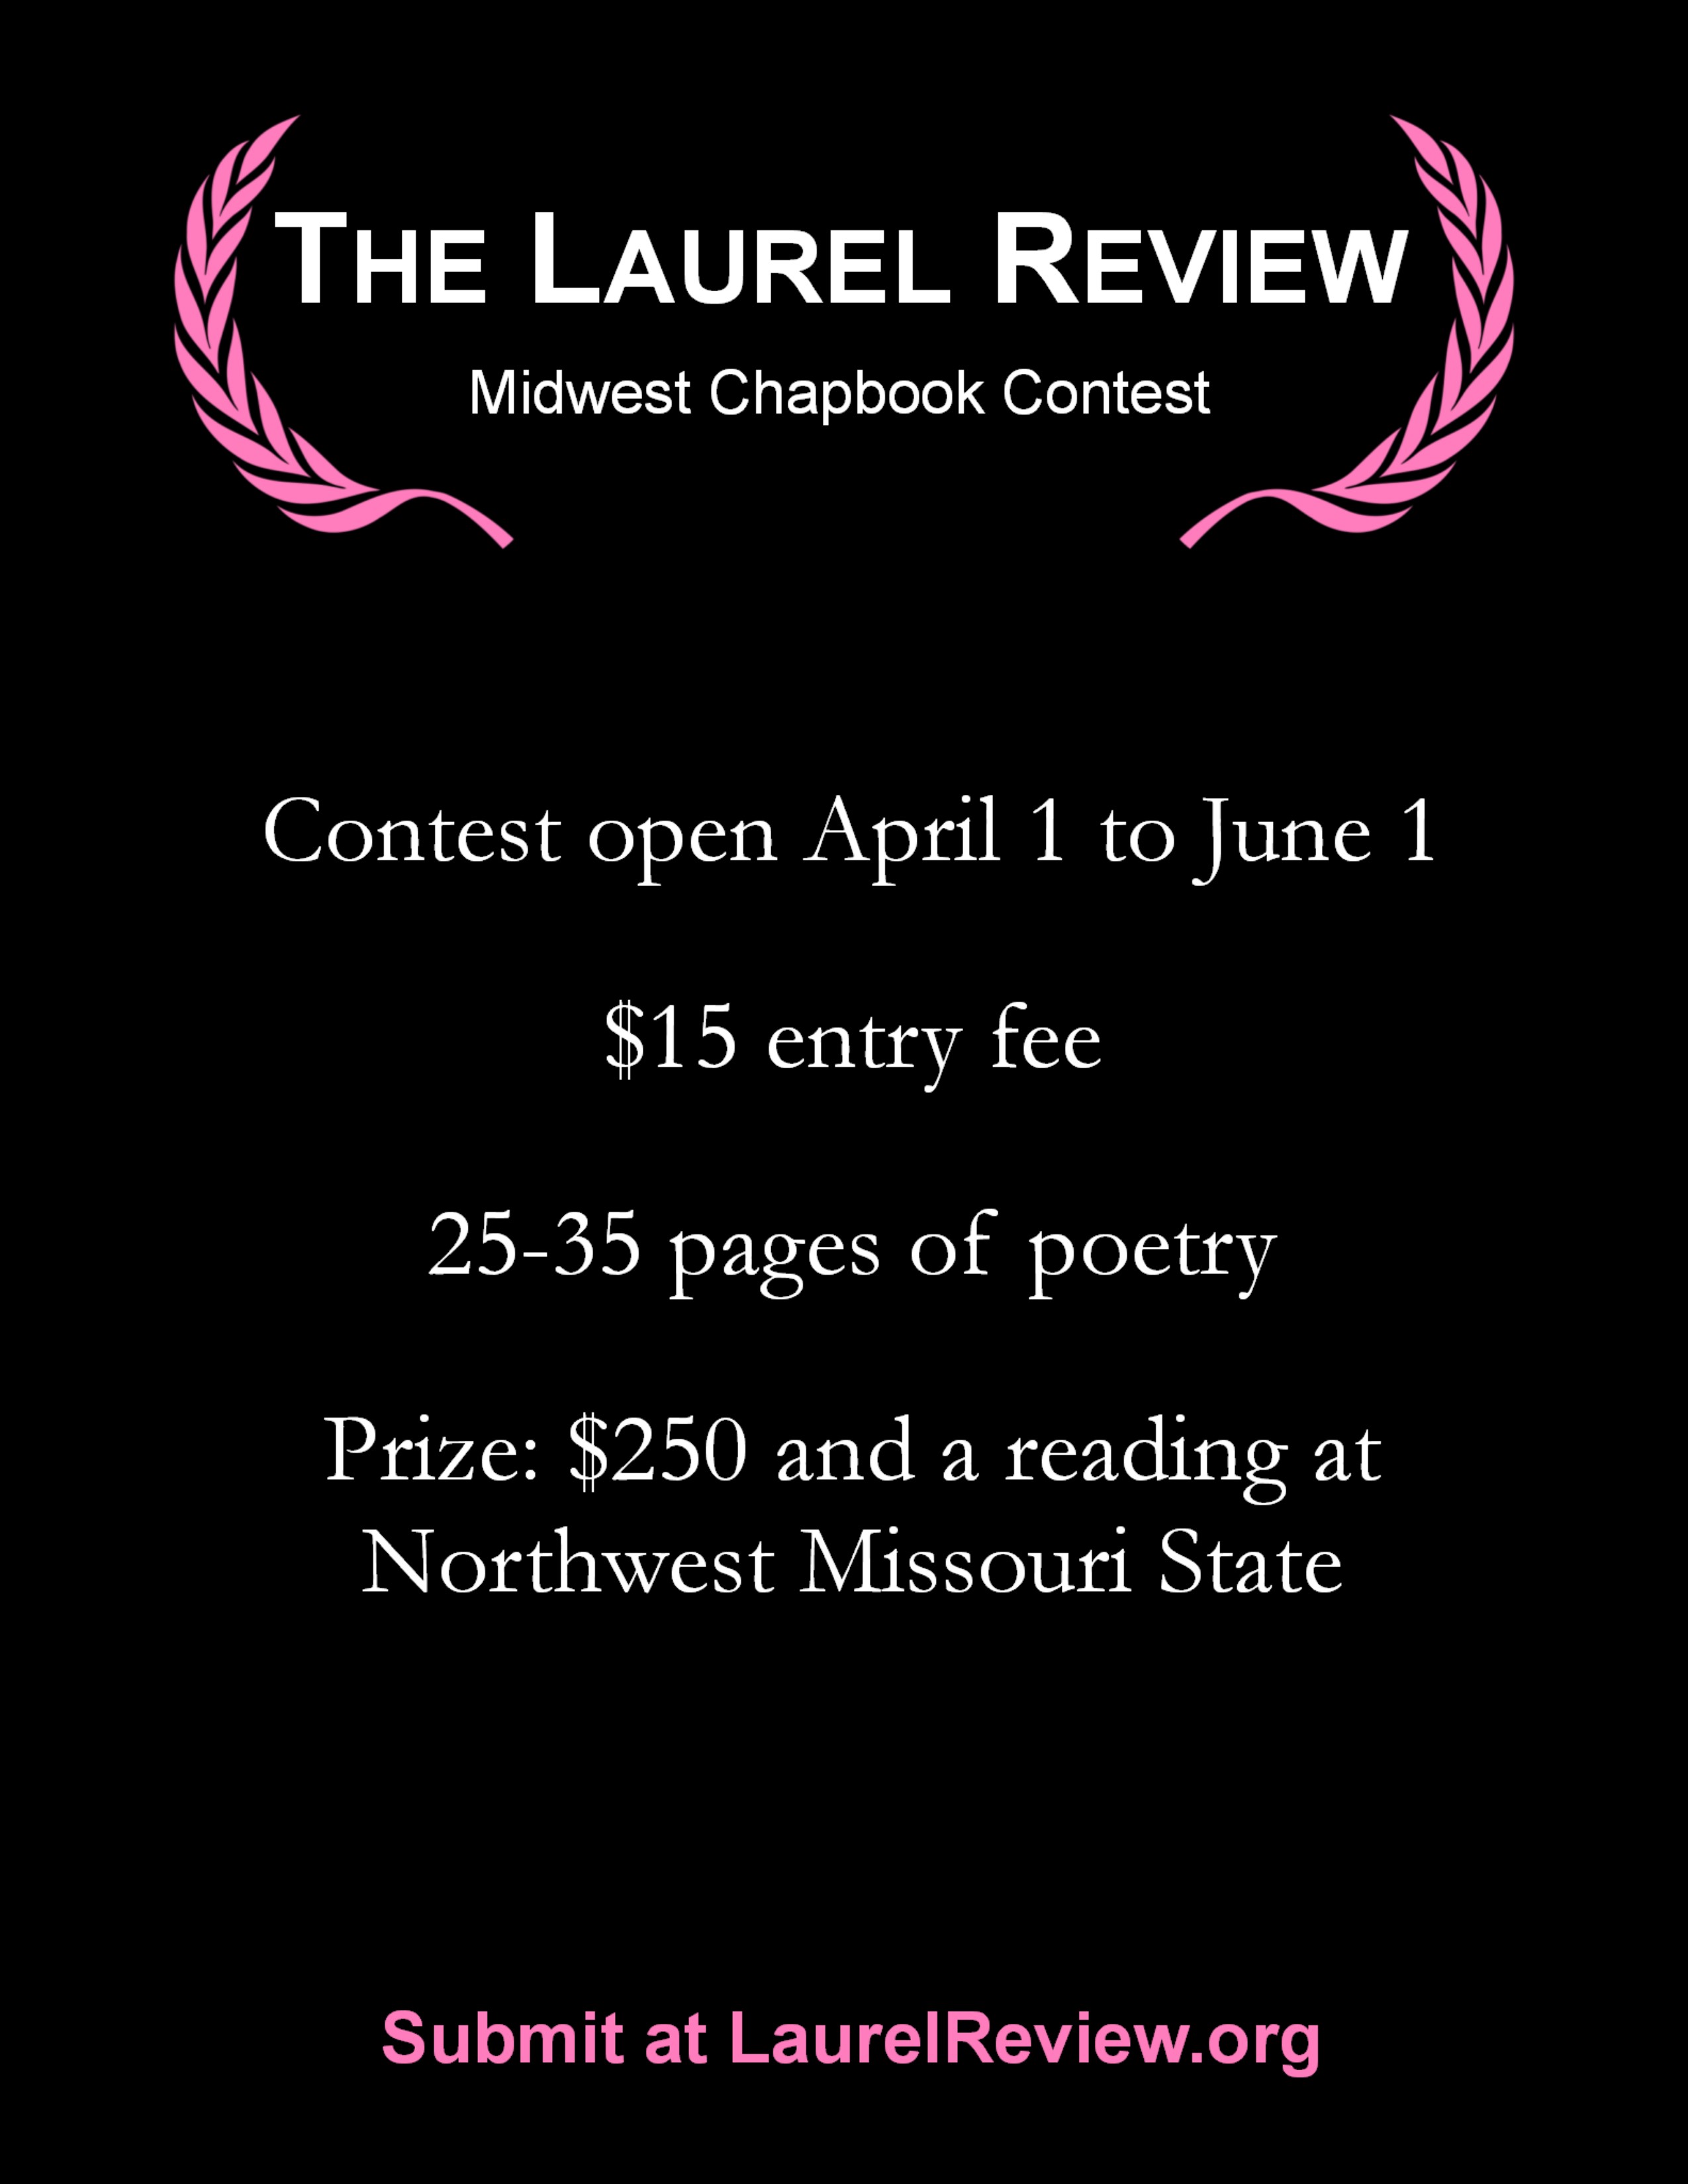 THE LAUREL REVIEW
Midwest Chapbook Contest
Contest open April 1 to June 1
$15 entry fee
25-35 pages of poetry
Prize: $250 and a reading at
Northwest Missouri State
Submit at LaurelReview.org